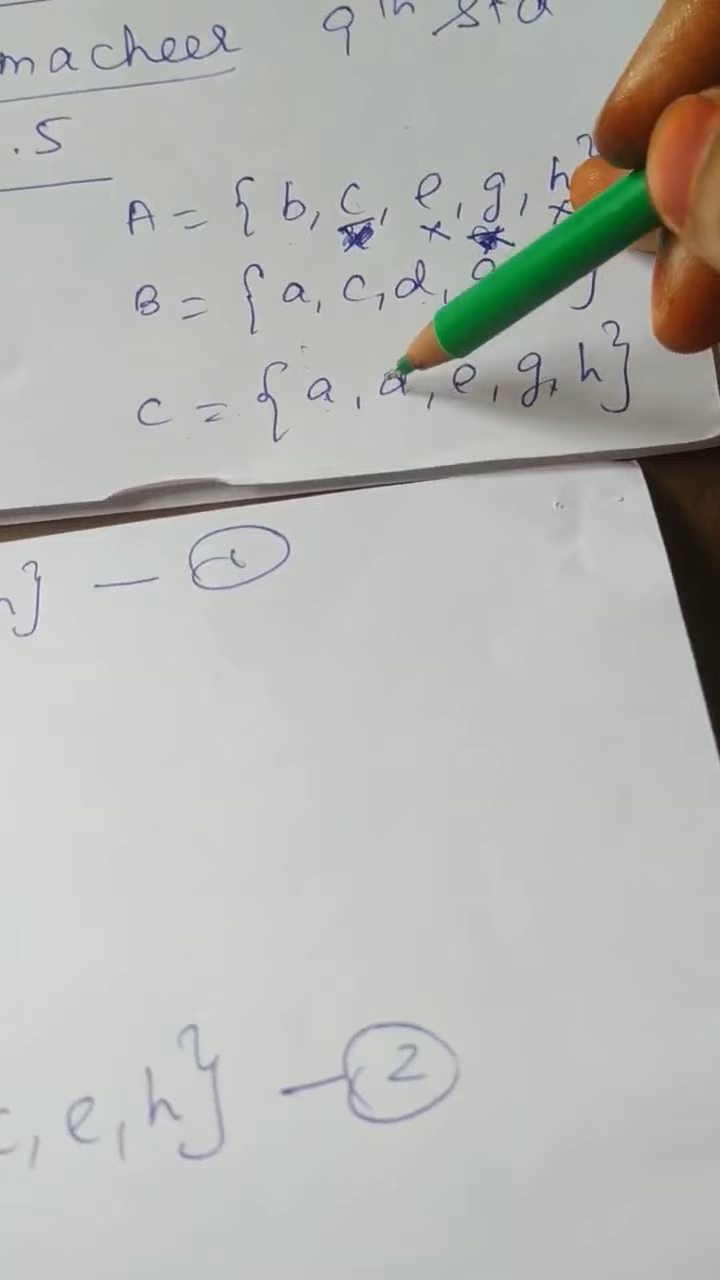 macheer 9th std
.5
A = { b, c, e, g, h }
B = { a, c, d, }
C = { a, d, e, g, h }
h} — 1
c, e, h} — 2